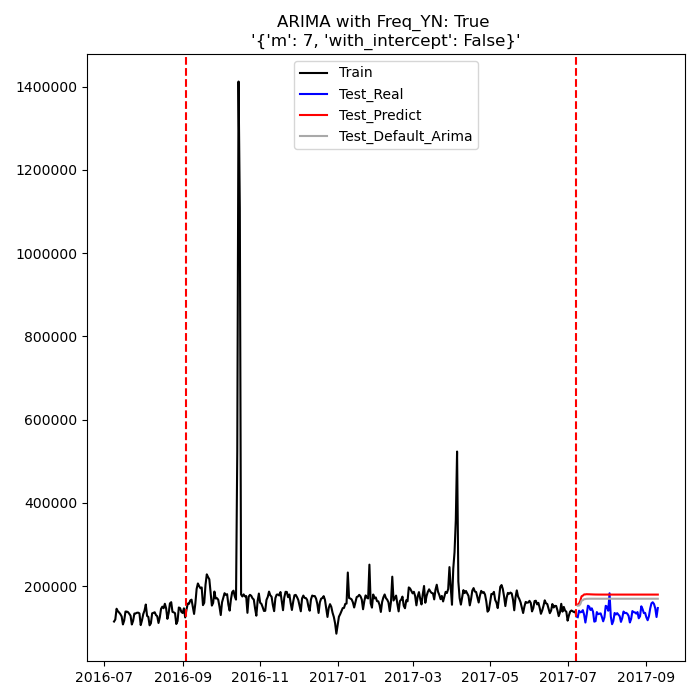 ARIMA with Freq_YN: True
'{'m': 7, 'with_intercept': False}'
Train
Test_Real
Test_Predict
Test_Default_Arima
1400000
1200000
1000000
800000
600000
400000
200000
2016-07 2016-09 2016-11 2017-01 2017-03 2017-05 2017-07 2017-09